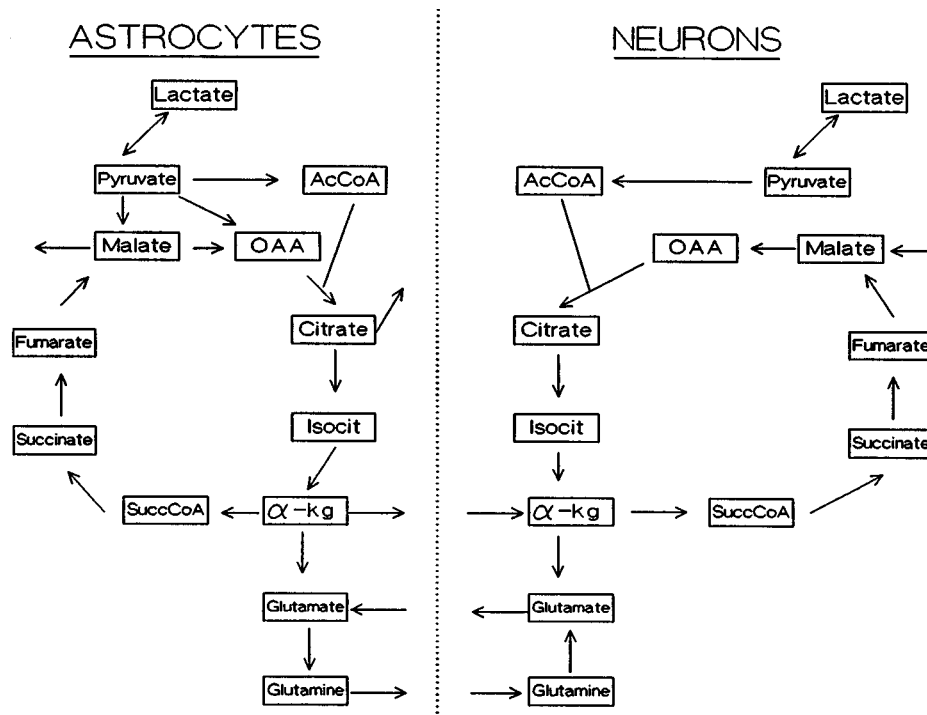 ASTROCYTES
Lactate
Pyruvate
AcCoA
Malate
OAA
Citrate
Fumarate
Isocit
Succinate
SuccCoA
α-kg
Glutamate
Glutamine
NEURONS
Lactate
AcCoA
Pyruvate
OAA
Malate
Citrate
Fumarate
Isocit
Succinate
α-kg
SuccCoA
Glutamate
Glutamine